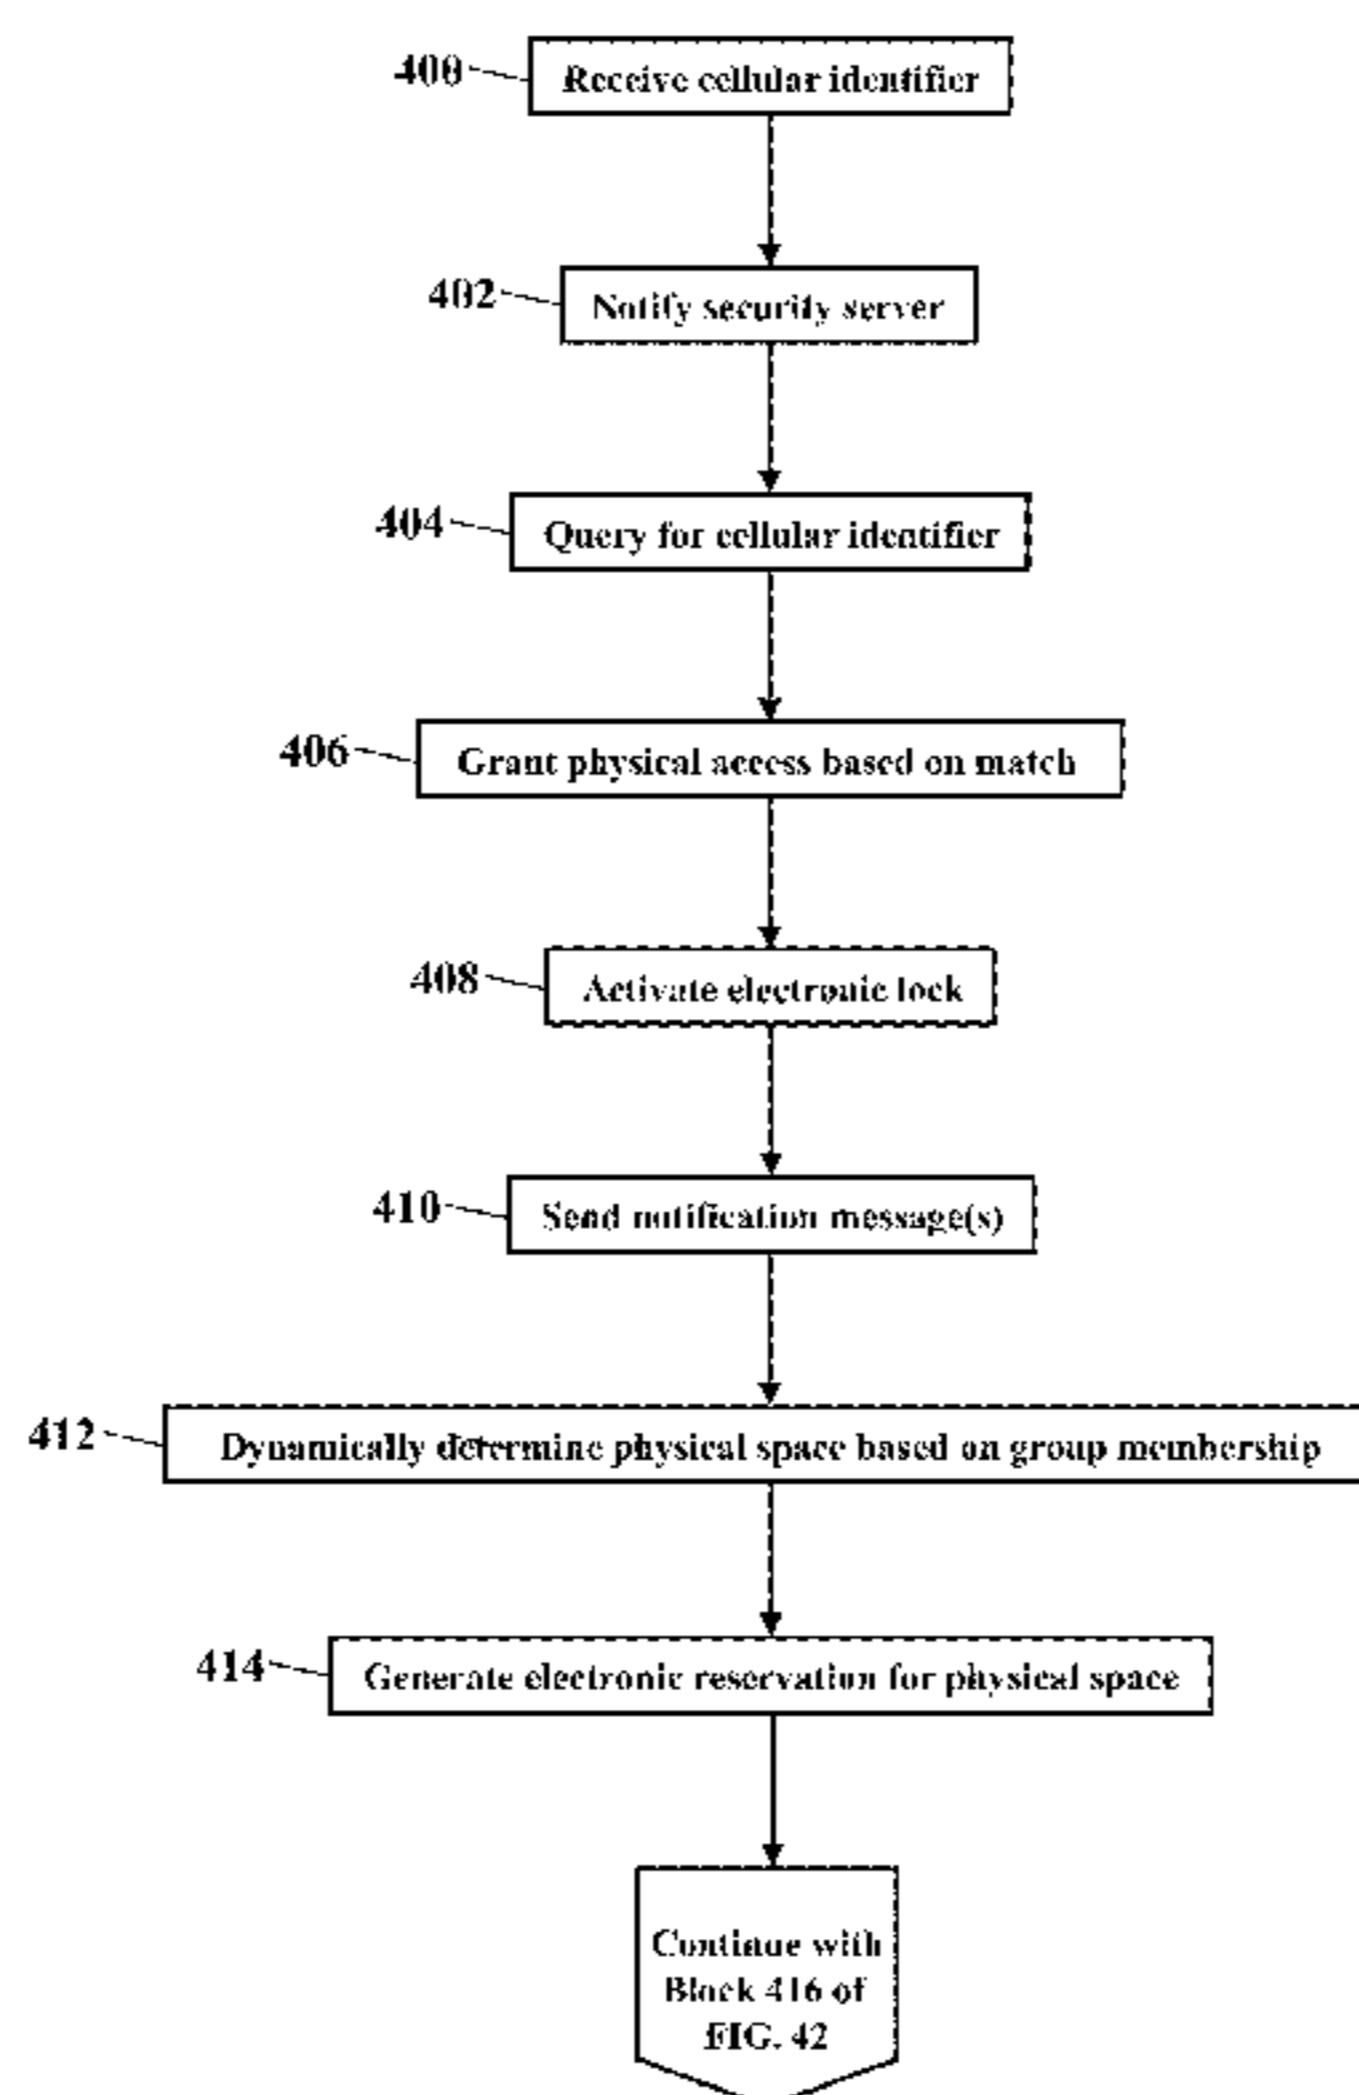 400 Receive cellular identifier
402 Notify security server
404 Query for cellular identifier
406 Grant physical access based on match
408 Activate electronic lock
410 Send notification message(s)
412 Dynamically determine physical space based on group membership
414 Generate electronic reservation for physical space
Continue with
Block 416 of
FIG. 42